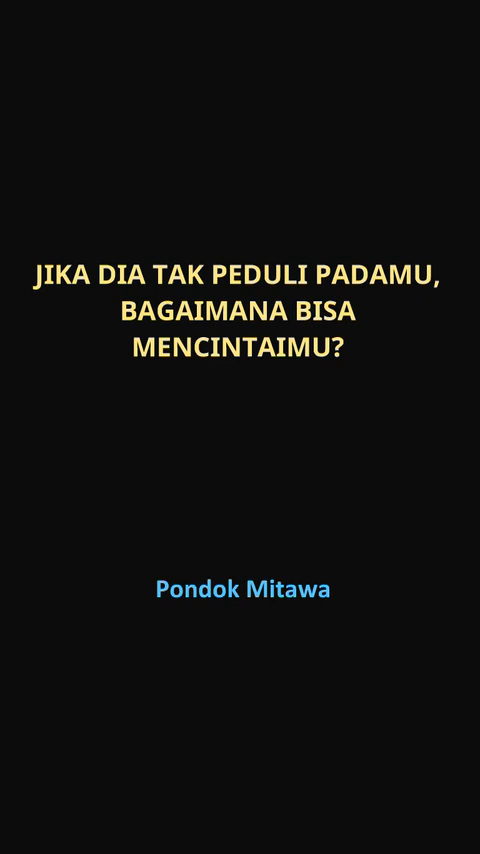 JIKA DIA TAK PEDULI PADAMU,
BAGAIMANA BISA
MENCINTAIMU?
Pondok Mitawa